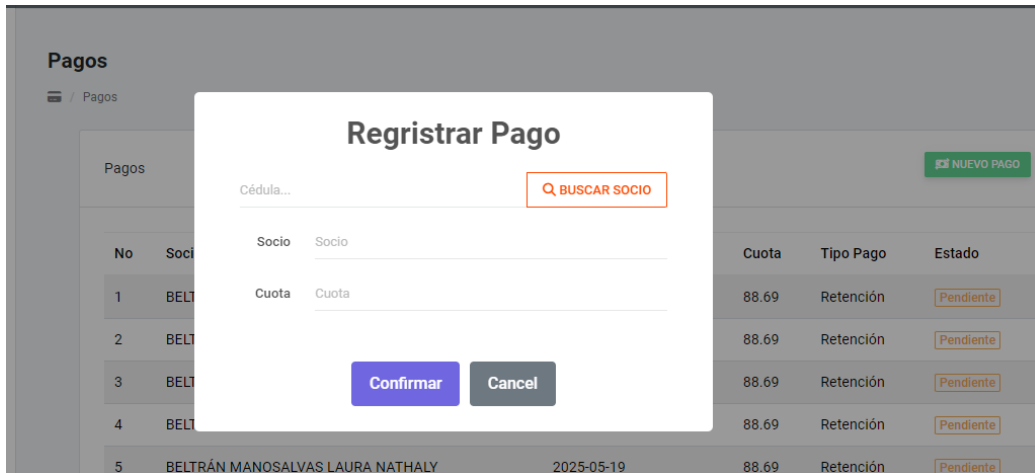 Pagos
/ Pagos
Regristrar Pago
Pagos
NUEVO PAGO
Cédula...
BUSCAR SOCIO
Socio Socio
Cuota Cuota
Confirmar Cancel
No Soci Cuota Tipo Pago Estado
1 BELT 88.69 Retención Pendiente
2 BELT 88.69 Retención Pendiente
3 BELT 88.69 Retención Pendiente
4 BELT 88.69 Retención Pendiente
5 BELTRÁN MANOSALVAS LAURA NATHALY 2025-05-19 88.69 Retención Pendiente